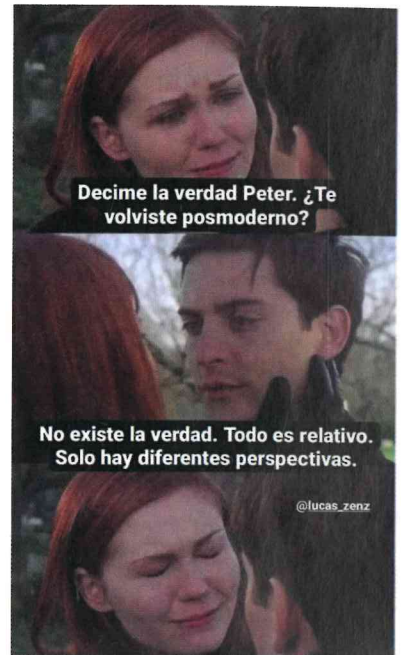 Decime la verdad Peter. ¿Te
volviste posmoderno?
No existe la verdad. Todo es relativo.
Solo hay diferentes perspectivas.
@lucas_zenz